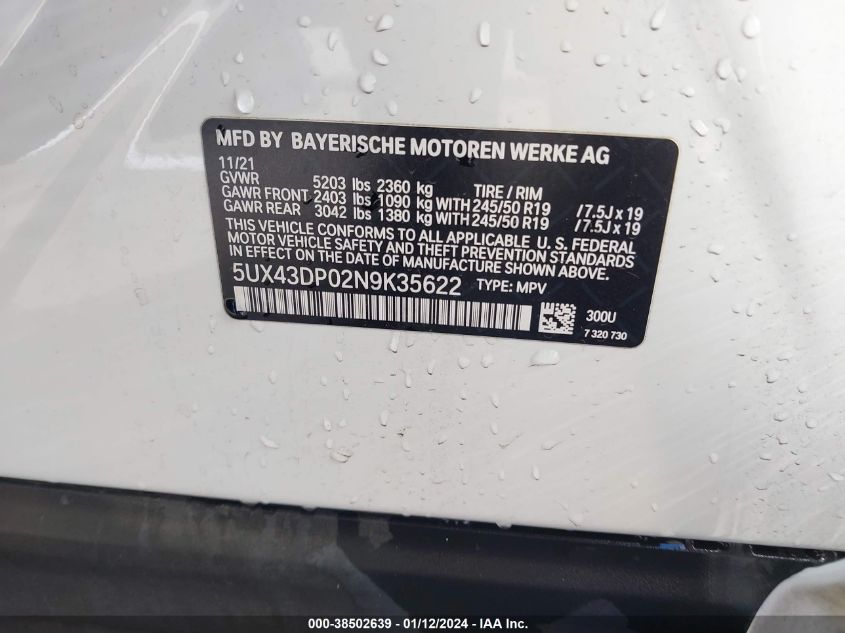 MFD BY BAYERISCHE MOTOREN WERKE AG
11/21
GVWR 5203 lbs 2360 kg TIRE / RIM
GAWR FRONT 2403 lbs 1090 kg WITH 245/50 R19 /7.5J x 19
GAWR REAR 3042 lbs 1380 kg WITH 245/50 R19 /7.5J x 19
THIS VEHICLE CONFORMS TO ALL APPLICABLE U.S. FEDERAL
MOTOR VEHICLE SAFETY AND THEFT PREVENTION STANDARDS
IN EFFECT ON THE DATE OF MANUFACTURE SHOWN ABOVE.
5UX43DP02N9K35622 TYPE: MPV
300U
7 320 730
000-38502639 - 01/12/2024 - IAA Inc.